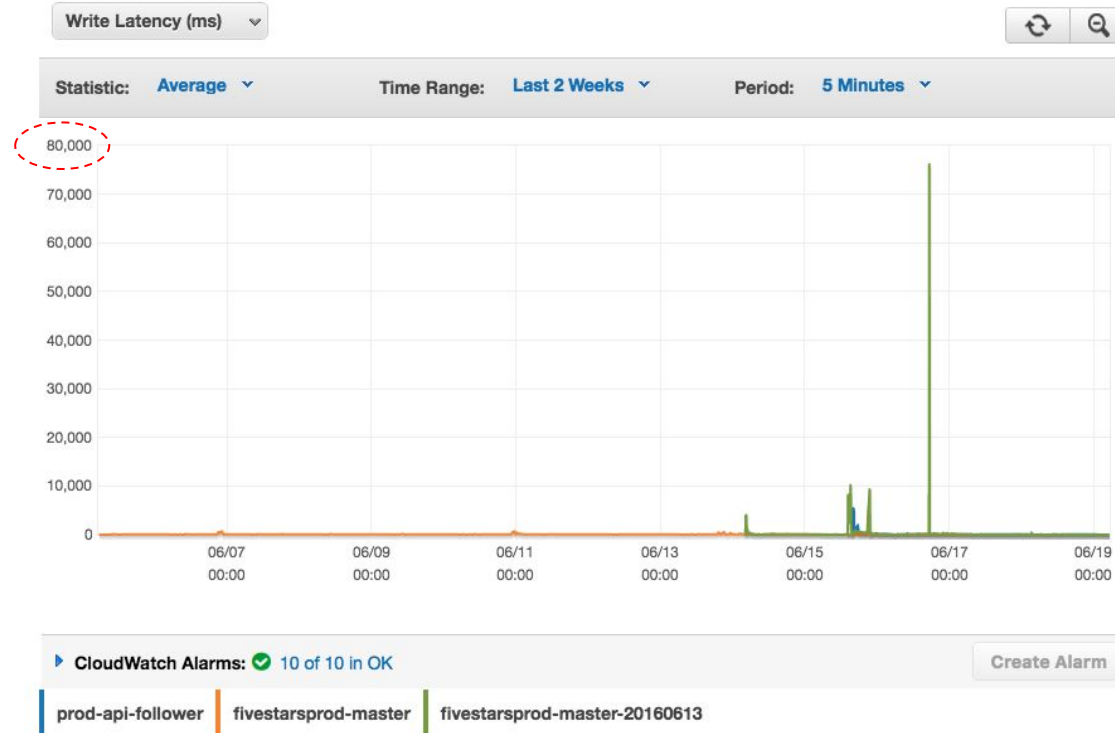 Write Latency (ms)
Statistic: Average Time Range: Last 2 Weeks Period: 5 Minutes
80,000
70,000
60,000
50,000
40,000
30,000
20,000
10,000
0
06/07 06/09 06/11 06/13 06/15 06/17 06/19
00:00 00:00 00:00 00:00 00:00 00:00 00:00
CloudWatch Alarms: 10 of 10 in OK Create Alarm
prod-api-follower fivestarsprod-master fivestarsprod-master-20160613